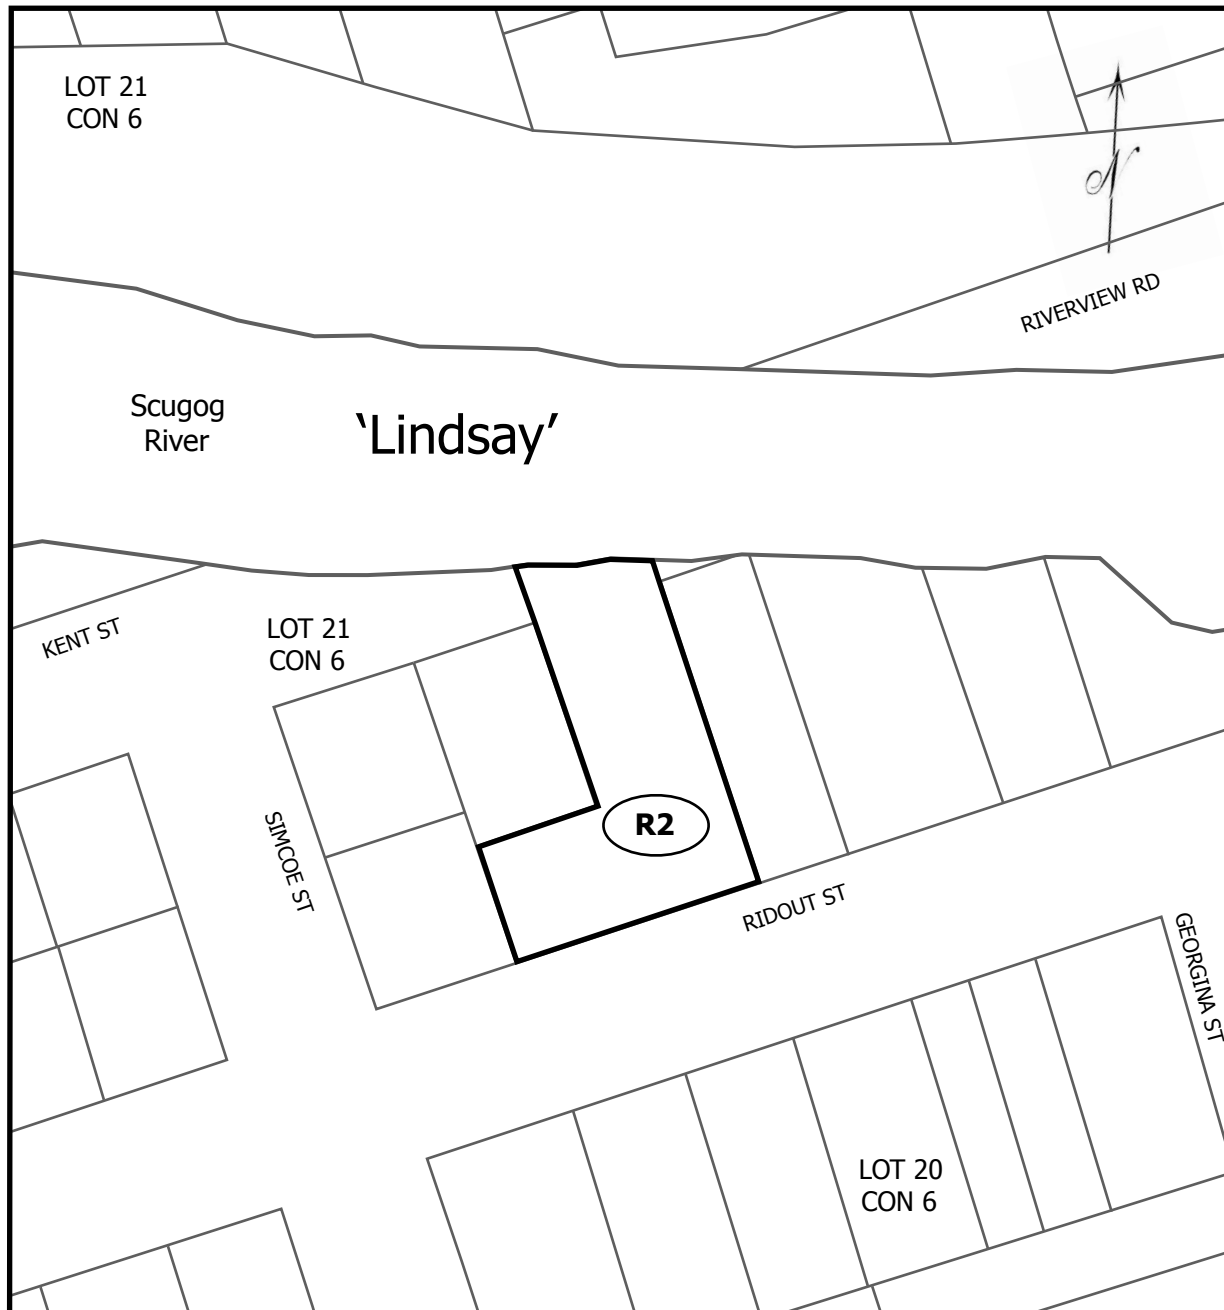 LOT 21
CON 6
N
RIVERVIEW RD
Scugog
River
‘Lindsay’
KENT ST
LOT 21
CON 6
SIMCOE ST
R2
RIDOUT ST
GEORGINA ST
LOT 20
CON 6